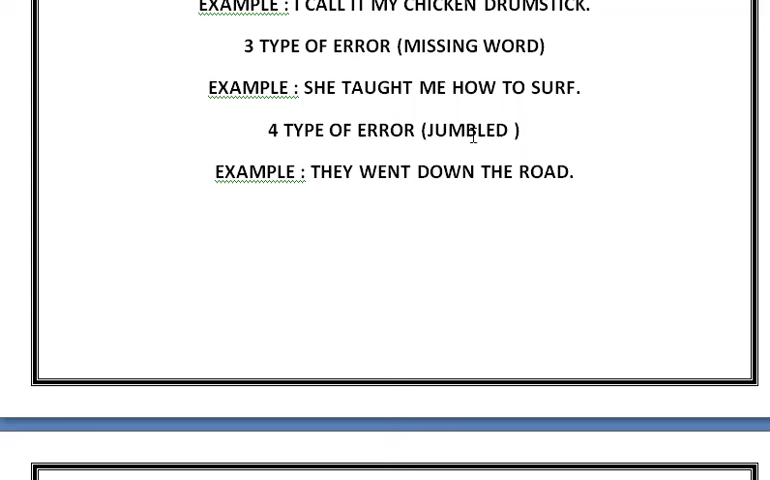 EXAMPLE : I CALL IT MY CHICKEN DRUMSTICK.
3 TYPE OF ERROR (MISSING WORD)
EXAMPLE : SHE TAUGHT ME HOW TO SURF.
4 TYPE OF ERROR (JUMBLED )
EXAMPLE : THEY WENT DOWN THE ROAD.